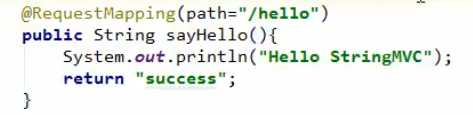 @RequestMapping(path="/hello")
public String sayHello(){
    System.out.println("Hello StringMVC");
    return "success";
}